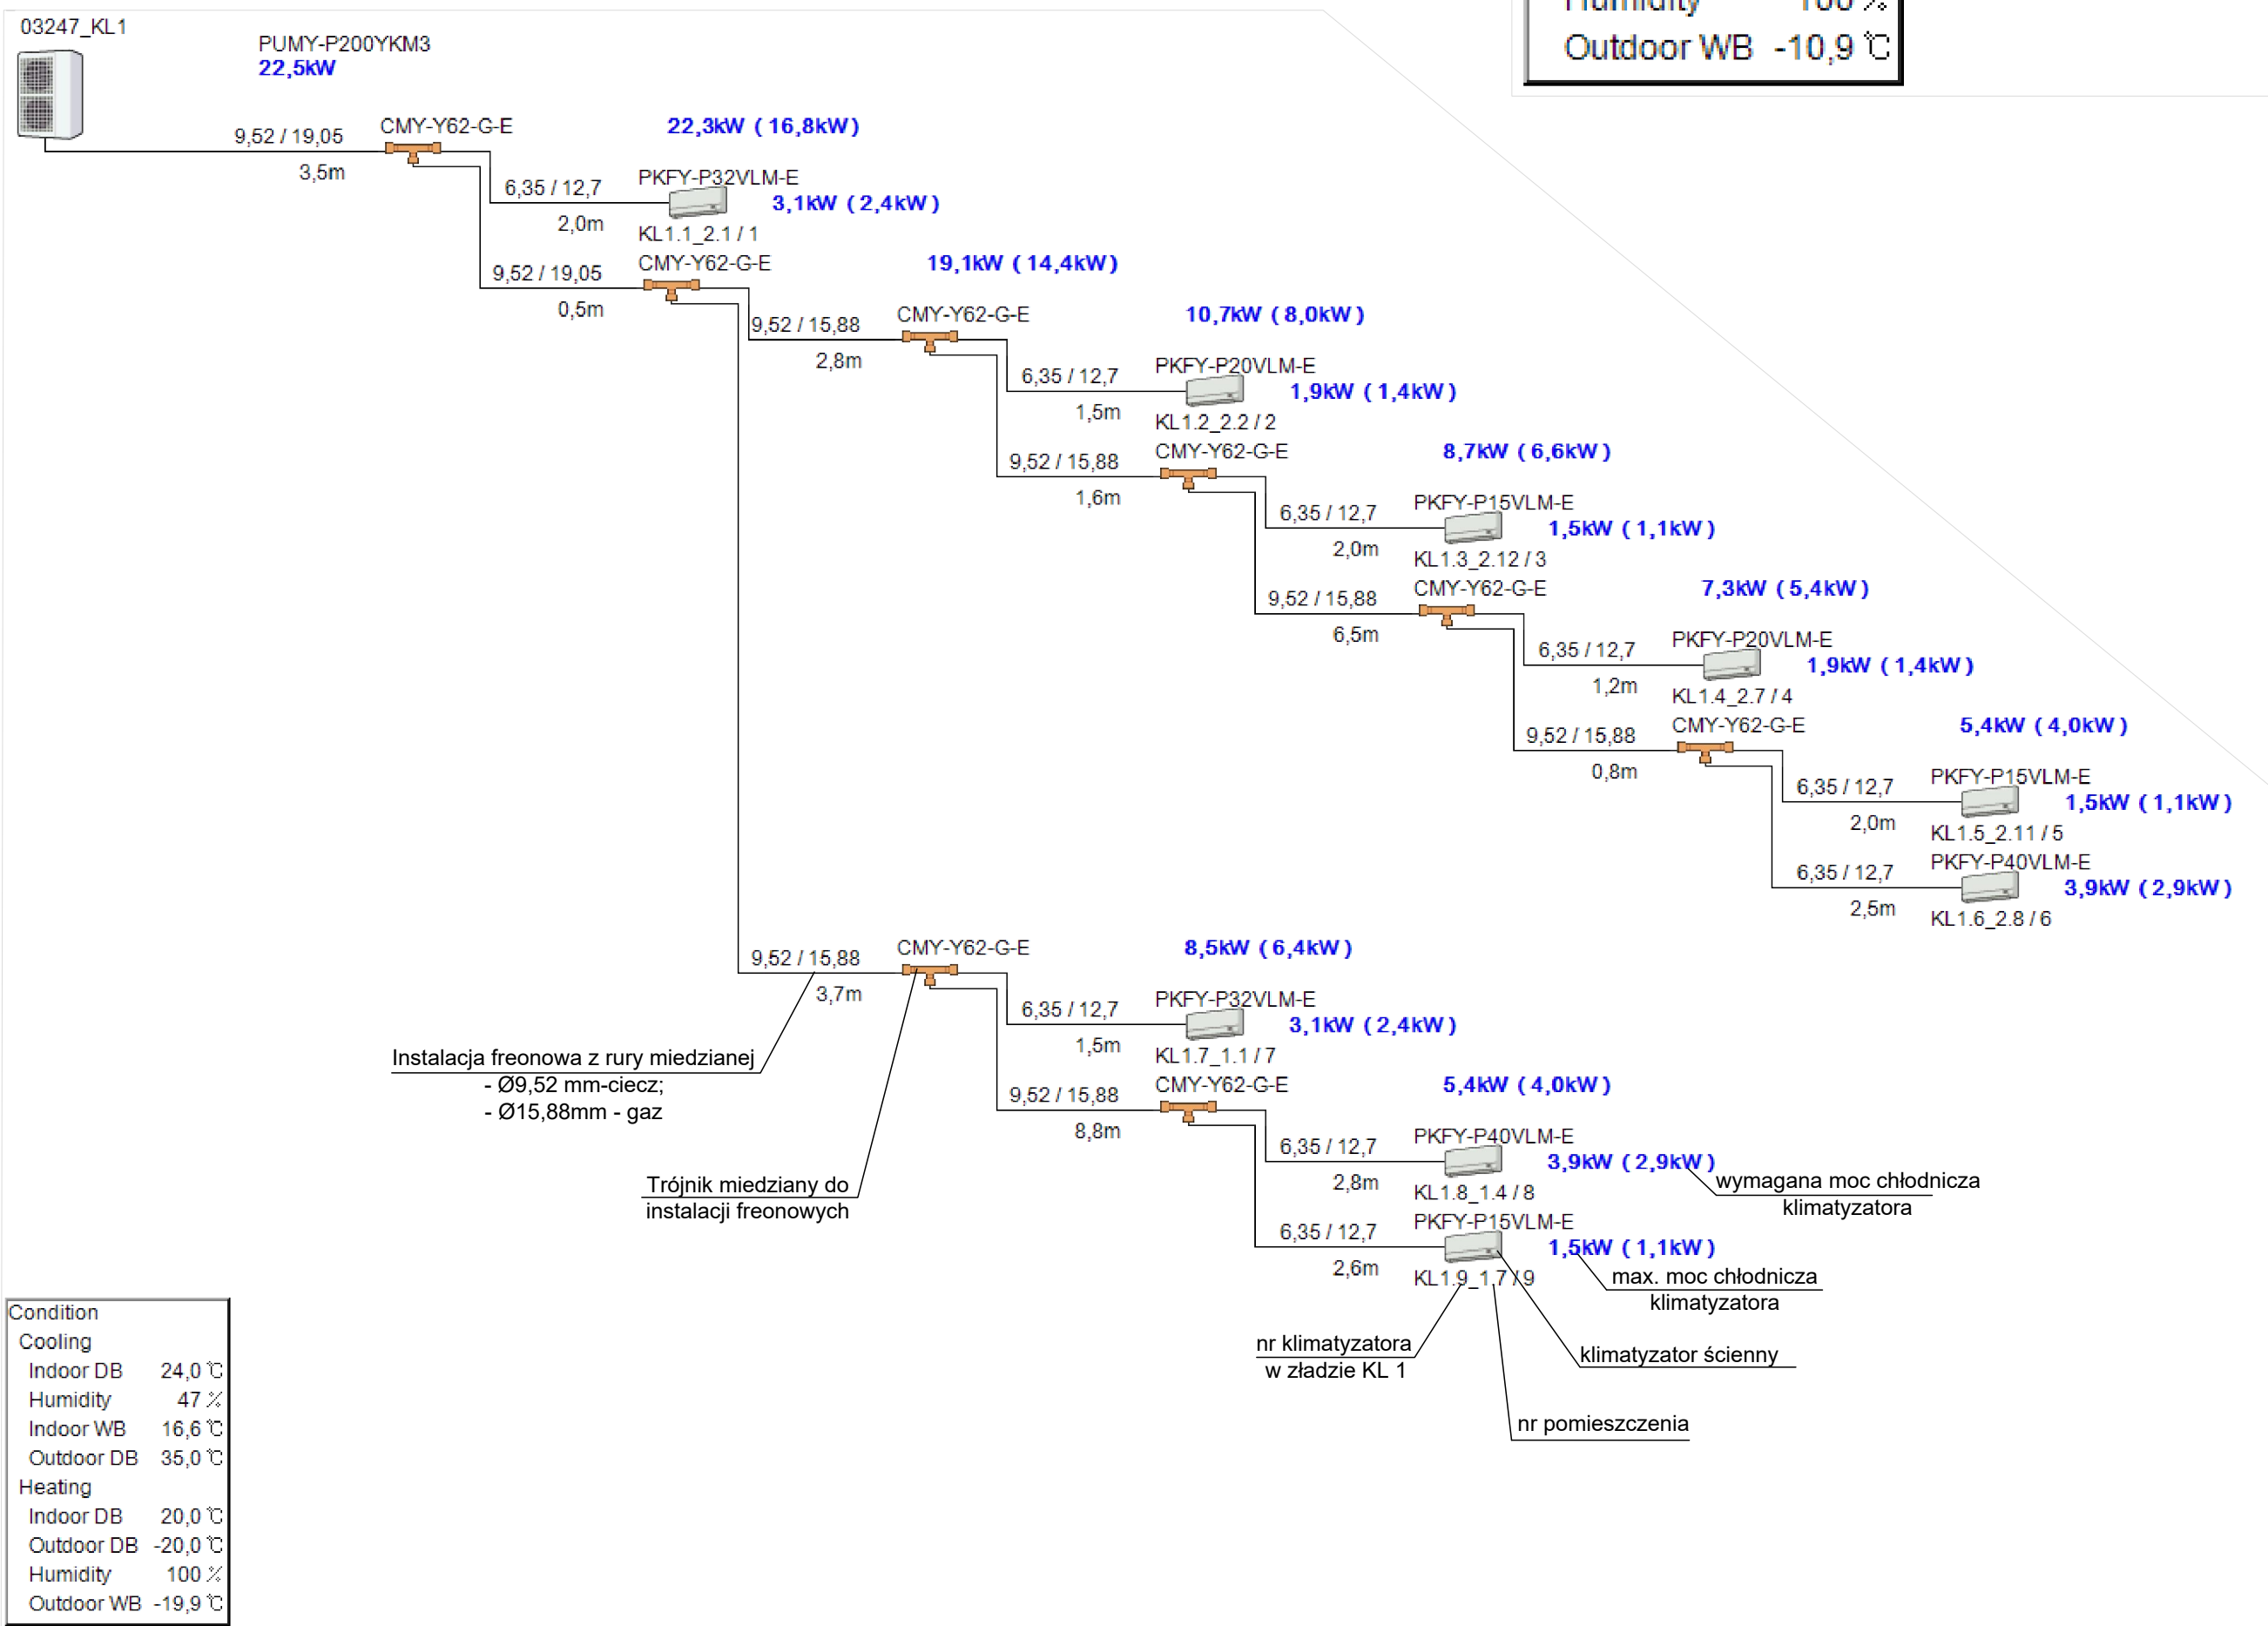 03247_KL1
PUMY-P200YKM3
22,5kW
Humidity 100 %
Outdoor WB -10,9 ℃
9,52 / 19,05
3,5m
CMY-Y62-G-E
22,3kW ( 16,8kW)
6,35 / 12,7
2,0m
PKFY-P32VLM-E
3,1kW ( 2,4kW)
KL1.1_2.1 / 1
9,52 / 19,05
0,5m
CMY-Y62-G-E
19,1kW ( 14,4kW)
9,52 / 15,88
2,8m
CMY-Y62-G-E
10,7kW ( 8,0kW)
6,35 / 12,7
1,5m
PKFY-P20VLM-E
1,9kW ( 1,4kW)
KL1.2_2.2 / 2
9,52 / 15,88
1,6m
CMY-Y62-G-E
8,7kW ( 6,6kW)
6,35 / 12,7
2,0m
PKFY-P15VLM-E
1,5kW ( 1,1kW)
KL1.3_2.12 / 3
9,52 / 15,88
6,5m
CMY-Y62-G-E
7,3kW ( 5,4kW)
6,35 / 12,7
1,2m
PKFY-P20VLM-E
1,9kW ( 1,4kW)
KL1.4_2.7 / 4
9,52 / 15,88
0,8m
CMY-Y62-G-E
5,4kW ( 4,0kW)
6,35 / 12,7
2,0m
PKFY-P15VLM-E
1,5kW ( 1,1kW)
KL1.5_2.11 / 5
6,35 / 12,7
2,5m
PKFY-P40VLM-E
3,9kW ( 2,9kW)
KL1.6_2.8 / 6
9,52 / 15,88
3,7m
CMY-Y62-G-E
8,5kW ( 6,4kW)
6,35 / 12,7
1,5m
PKFY-P32VLM-E
3,1kW ( 2,4kW)
KL1.7_1.1 / 7
9,52 / 15,88
8,8m
CMY-Y62-G-E
5,4kW ( 4,0kW)
6,35 / 12,7
2,8m
PKFY-P40VLM-E
3,9kW ( 2,9kW)
KL1.8_1.4 / 8
6,35 / 12,7
2,6m
PKFY-P15VLM-E
1,5kW ( 1,1kW)
KL1.9_1.7 / 9
Instalacja freonowa z rury miedzianej
- Ø9,52 mm-ciecz;
- Ø15,88mm - gaz
Trójnik miedziany do
instalacji freonowych
wymagana moc chłodnicza
klimatyzatora
max. moc chłodnicza
klimatyzatora
nr klimatyzatora
w zładzie KL 1
klimatyzator ścienny
nr pomieszczenia
Condition
Cooling
Indoor DB 24,0 ℃
Humidity 47 %
Indoor WB 16,6 ℃
Outdoor DB 35,0 ℃
Heating
Indoor DB 20,0 ℃
Outdoor DB -20,0 ℃
Humidity 100 %
Outdoor WB -19,9 ℃